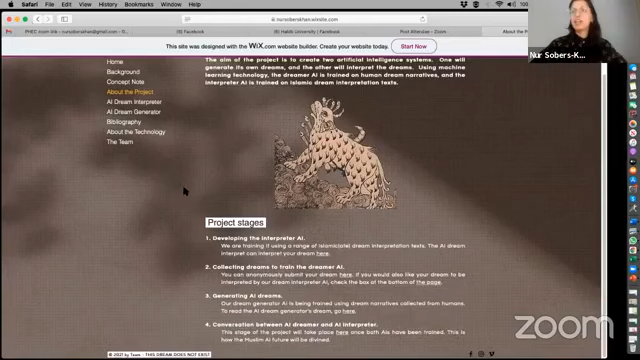 Safari File Edit View History Bookmarks Window Help
nursoberskhan.wixsite.com
PHEC zoom link - nursoberskhan@gmail.com
Facebook
Habib University | Facebook
Post Attendee - Zoom
About the P
This site was designed with the WiX.com website builder. Create your website today. Start Now
Nur Sobers-K...
Home
Background
Concept Note
About the Project
AI Dream Interpreter
AI Dream Generator
Bibliography
About the Technology
The Team
The aim of the project is to create two artificial intelligence systems. One will
generate its own dreams, and the other will interpret the dreams. Using machine
learning technology, the dreamer AI is trained on human dream narratives, and the
interpreter AI is trained on Islamic dream interpretation texts.
Project stages
1. Developing the interpreter AI.
We are training it using a range of Islamic(ate) dream interpretation texts. The AI dream
interpret can interpret your dream here.
2. Collecting dreams to train the dreamer AI.
You can anonymously submit your dream here. If you would also like your dream to be
interpreted by our dream interpreter AI, check the box at the bottom of the page.
3. Generating AI dreams.
Our dream generator AI is being trained using dream narratives collected from humans.
To read the AI dream generator's dream, go here.
4. Conversation between AI dreamer and AI interpreter.
This stage of the project will take place here once both AIs have been trained. This is
how the Muslim AI future will be divined.
© 2021 by Team - THIS DREAM DOES NOT EXIST
zoom